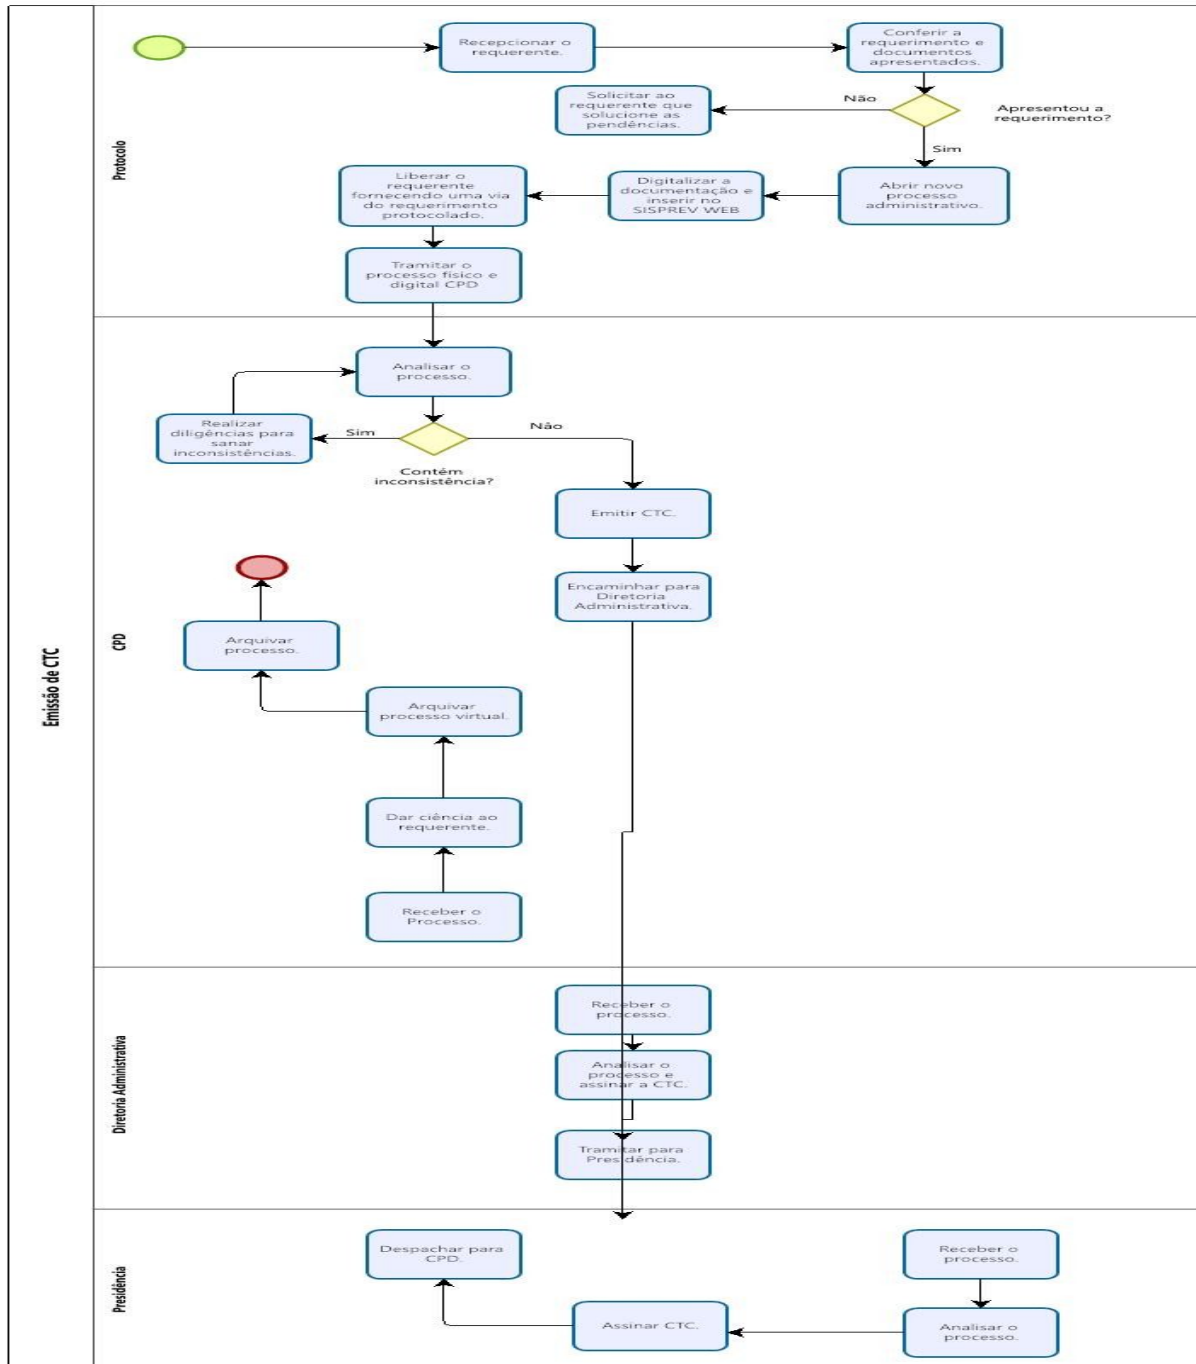 Emissão de CTC
Protocolo
Recepcionar o
requerente.
Conferir a
requerimento e
documentos
apresentados.
Solicitar ao
requerente que
solucione as
pendências.
Não
Apresentou a
requerimento?
Sim
Liberar o
requerente
fornecendo uma via
do requerimento
protocolado.
Digitalizar a
documentação e
inserir no
SISPREV WEB
Abrir novo
processo
administrativo.
Tramitar o
processo físico e
digital CPD
CPD
Analisar o
processo.
Realizar
diligências para
sanar
inconsistências.
Sim
Não
Contém
inconsistência?
Emitir CTC.
Encaminhar para
Diretoria
Administrativa.
Arquivar
processo.
Arquivar
processo virtual.
Dar ciência ao
requerente.
Receber o
Processo.
Diretoria Administrativa
Receber o
processo.
Analisar o
processo e
assinar a CTC.
Tramitar para
Presidência.
Presidência
Despachar para
CPD.
Receber o
processo.
Assinar CTC.
Analisar o
processo.